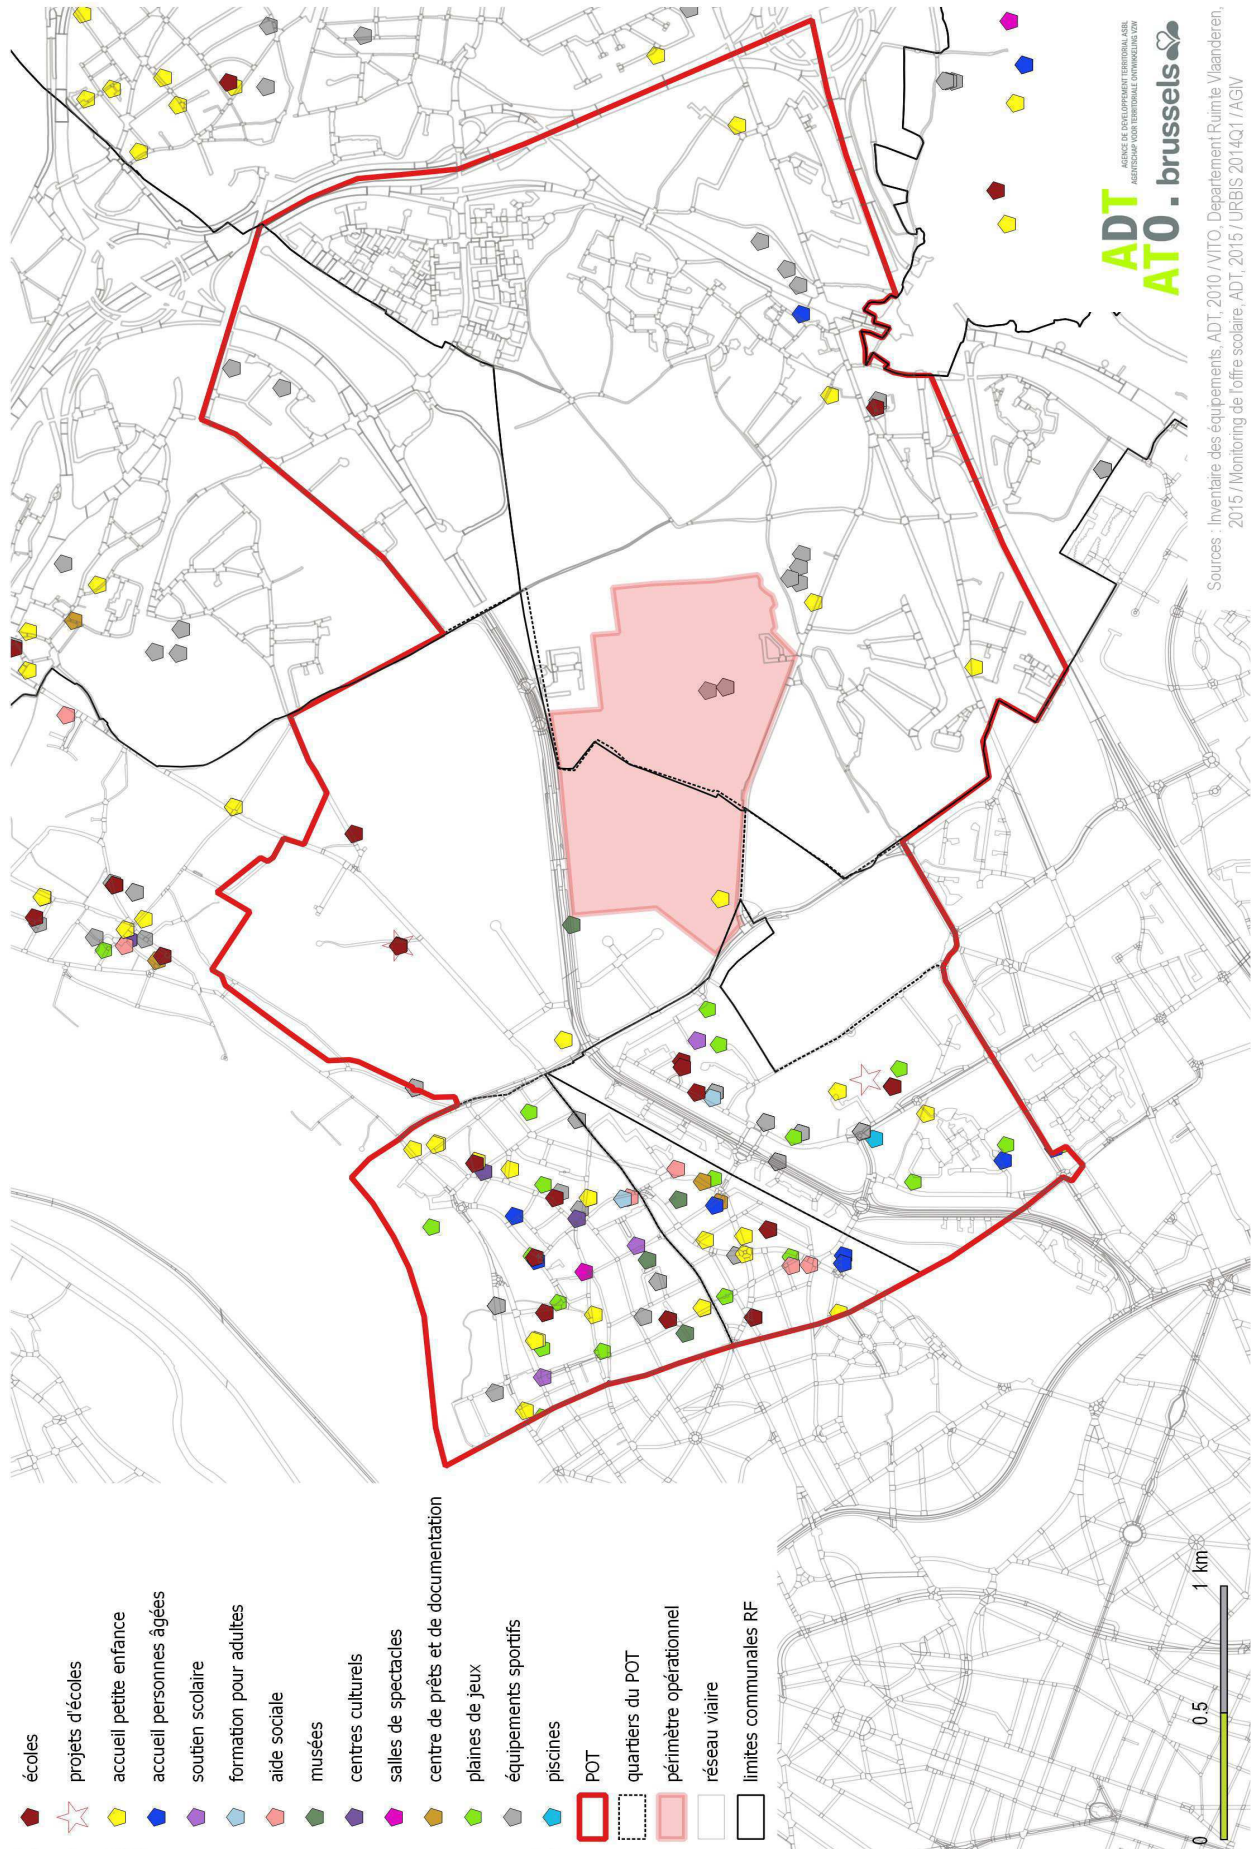 écoles
projets d'écoles
accueil petite enfance
accueil personnes âgées
soutien scolaire
formation pour adultes
aide sociale
musées
centres culturels
salles de spectacles
centre de prêts et de documentation
plaines de jeux
équipements sportifs
piscines
POT
quartiers du POT
périmètre opérationnel
réseau viaire
limites communales RF
0 0.5 1 km
ADT
ATO.brussels
AGENCE DE DEVELOPPEMENT TERRITORIAL ASBL
AGENTSCHAP VOOR TERRITORIALE ONTWIKKELING VZW
Sources : Inventaire des équipements, ADT, 2010 / VITO, Departement Ruimte Vlaanderen,
2015 / Monitoring de l'offre scolaire, ADT, 2015 / URBIS 2014Q1 / AGIV